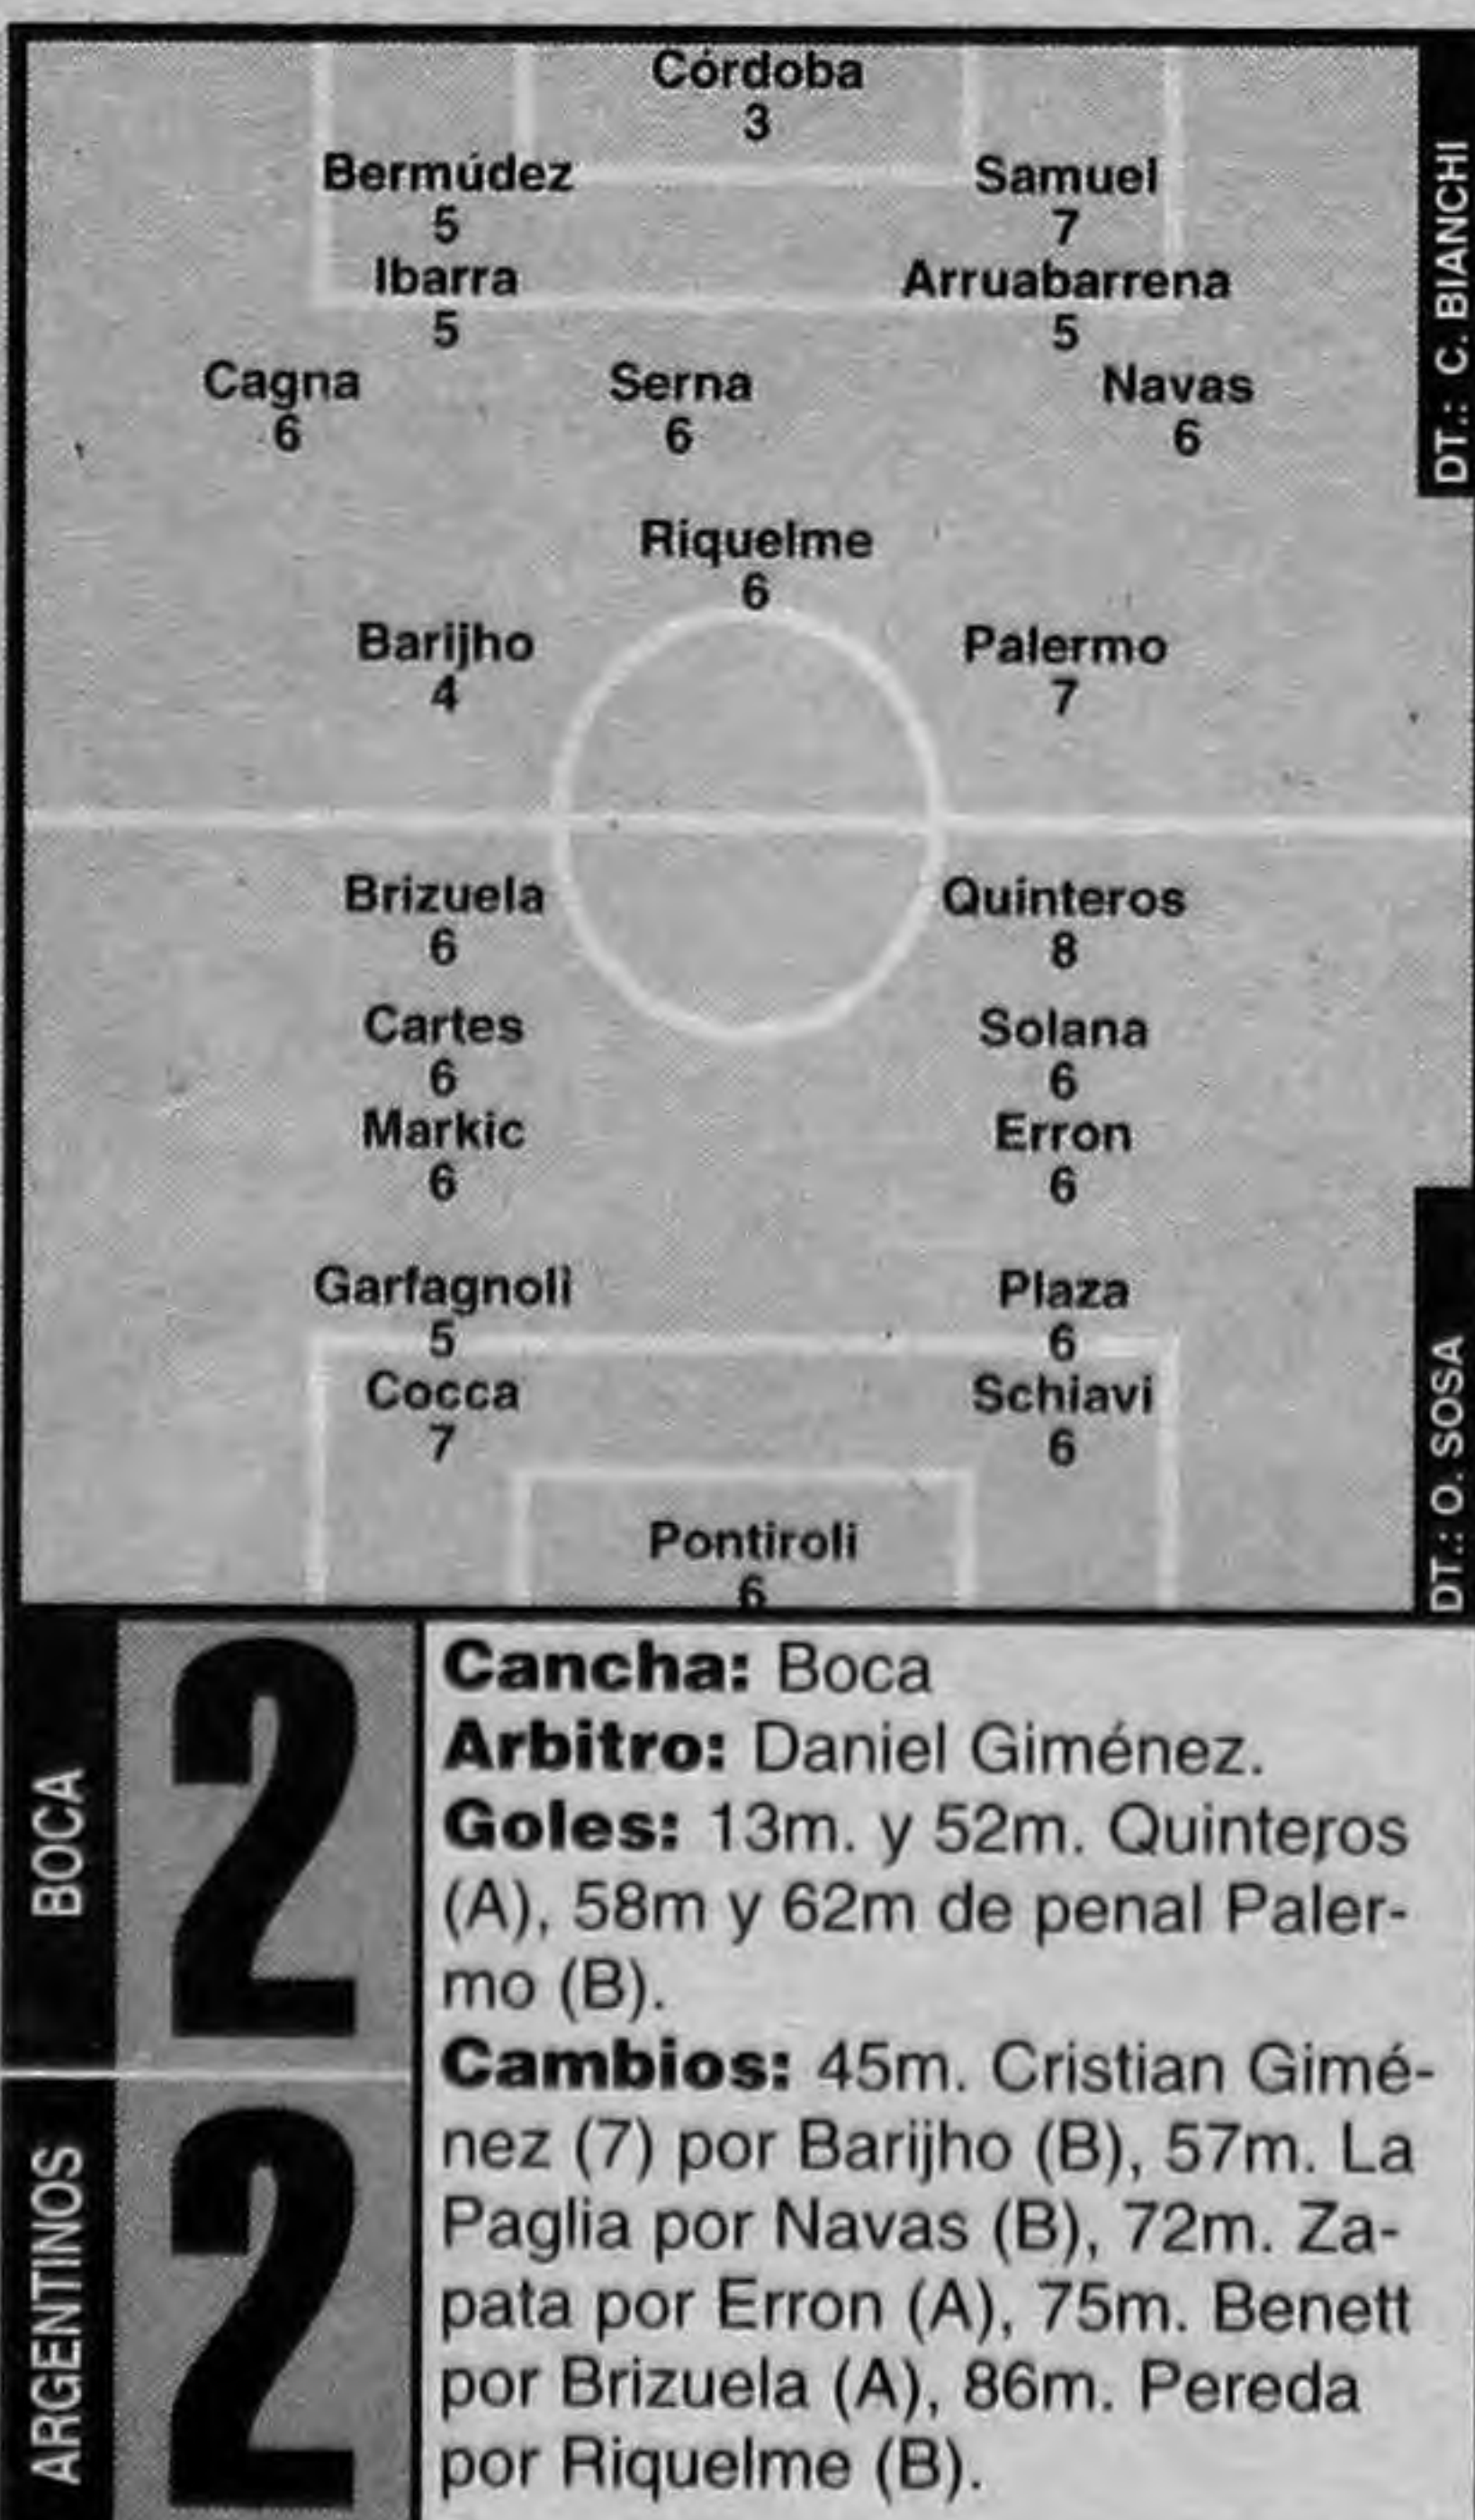 Córdoba
3
Bermúdez Samuel
5 7
Ibarra Arruabarrena
5 5
Cagna Serna Navas
6 6 6
Riquelme
6
Barijho Palermo
4 7
DT.: C. BIANCHI
Brizuela Quinteros
6 8
Cartes Solana
6 6
Markic Erron
6 6
Garfagnoli Plaza
5 6
Cocca Schiavi
7 6
Pontiroli
6
DT.: O. SOSA
BOCA 2
ARGENTINOS 2
Cancha: Boca
Arbitro: Daniel Giménez.
Goles: 13m. y 52m. Quinteros
(A), 58m y 62m de penal Paler-
mo (B).
Cambios: 45m. Cristian Gimé-
nez (7) por Barijho (B), 57m. La
Paglia por Navas (B), 72m. Za-
pata por Erron (A), 75m. Benett
por Brizuela (A), 86m. Pereda
por Riquelme (B).